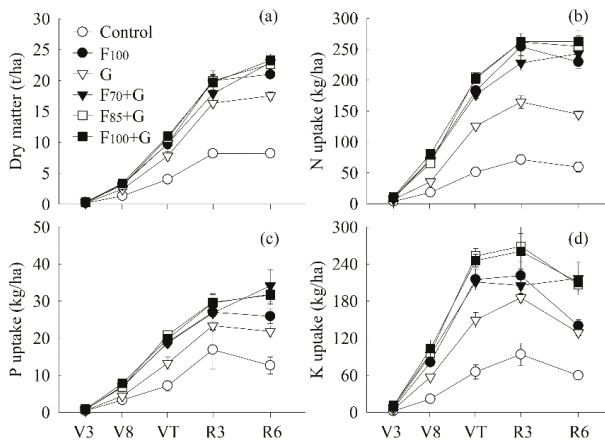 (a)
Control
F100
G
F70+G
F85+G
F100+G
Dry matter (t/ha)
30
25
20
15
10
5
0
(b)
N uptake (kg/ha)
300
250
200
150
100
50
0
(c)
P uptake (kg/ha)
50
40
30
20
10
0
V3 V8 VT R3 R6
(d)
K uptake (kg/ha)
300
240
180
120
60
0
V3 V8 VT R3 R6